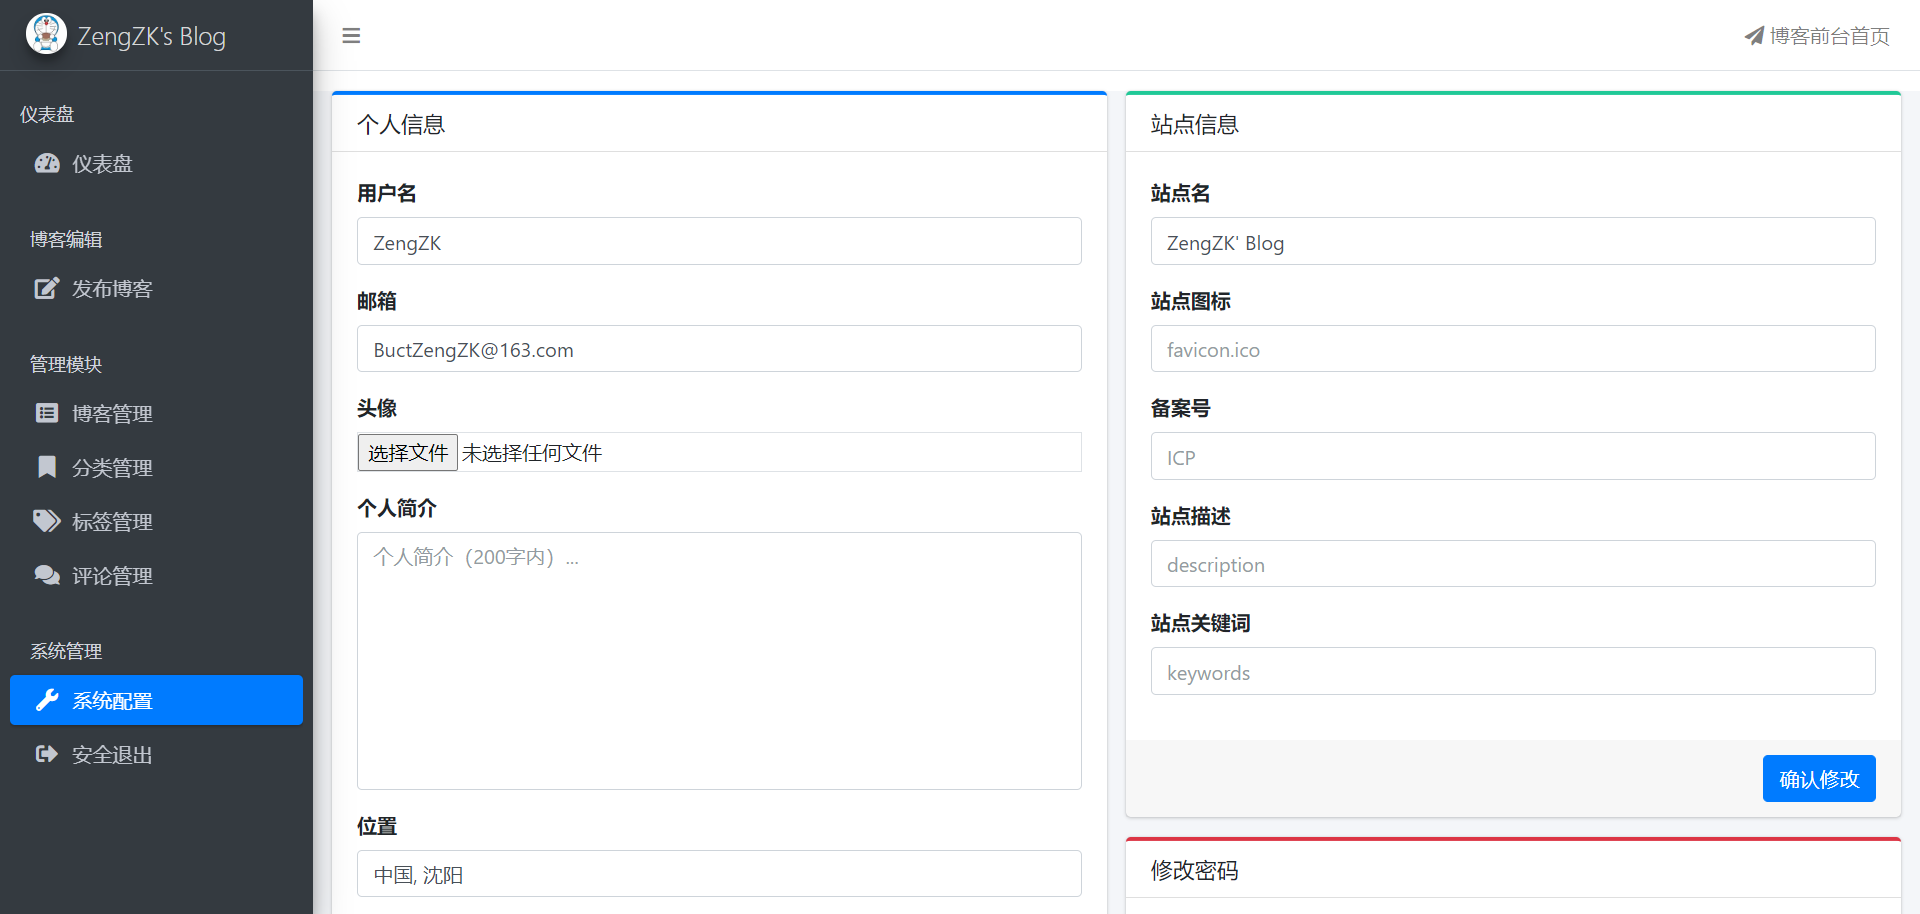 ZengZK's Blog
博客前台首页
仪表盘
仪表盘
博客编辑
发布博客
管理模块
博客管理
分类管理
标签管理
评论管理
系统管理
系统配置
安全退出
个人信息
用户名
ZengZK
邮箱
BuctZengZK@163.com
头像
选择文件 未选择任何文件
个人简介
个人简介（200字内）...
位置
中国, 沈阳
站点信息
站点名
ZengZK' Blog
站点图标
favicon.ico
备案号
ICP
站点描述
description
站点关键词
keywords
确认修改
修改密码